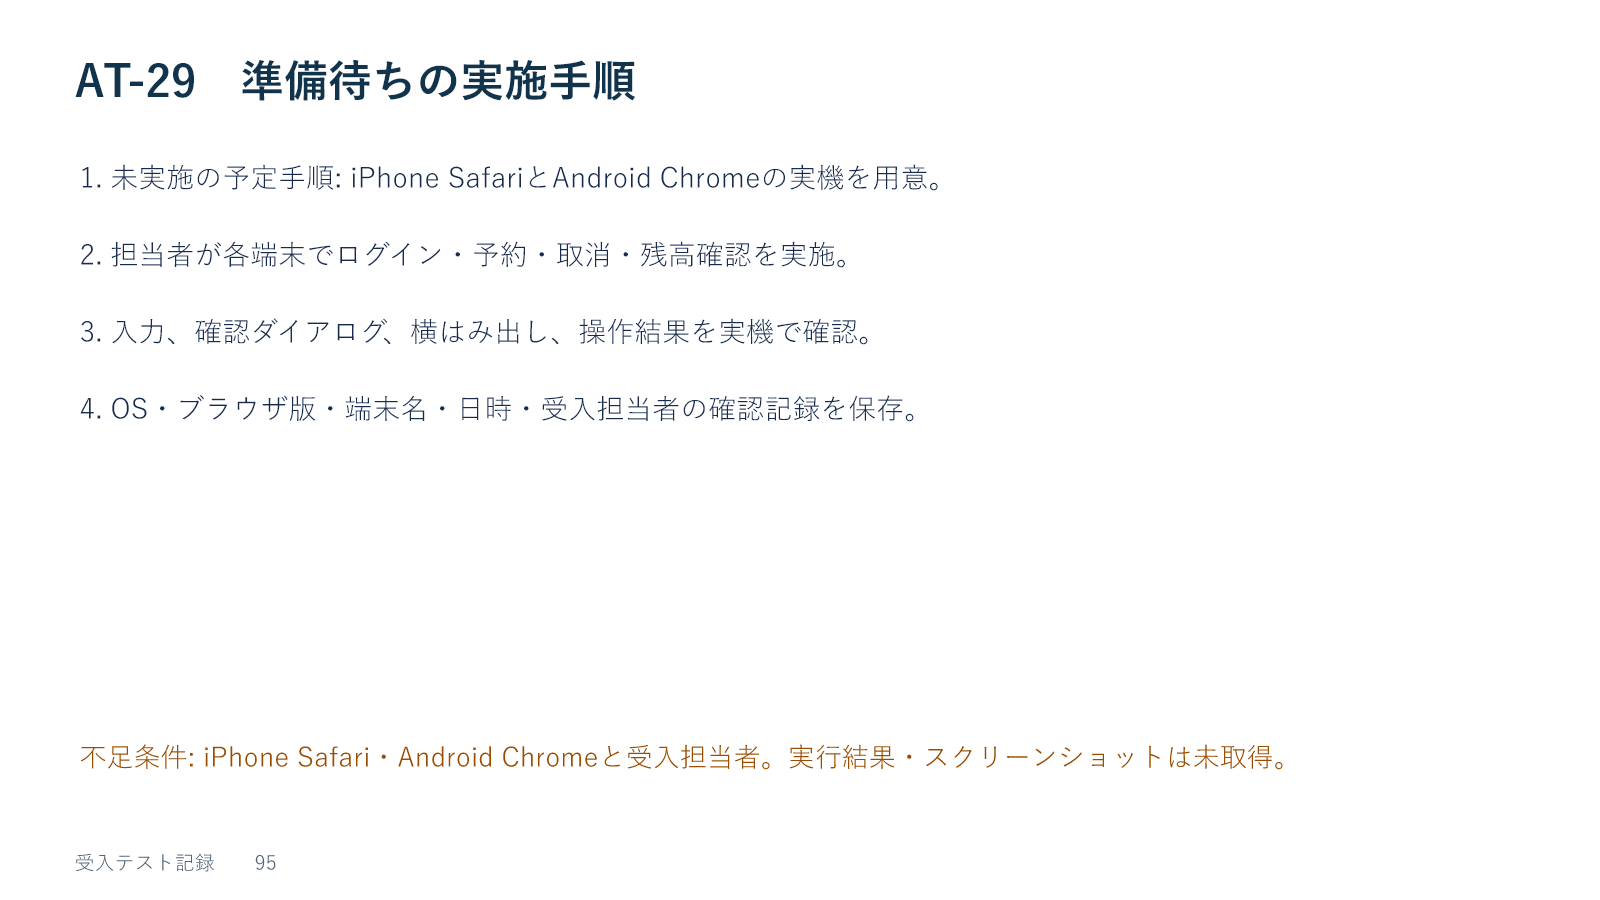 AT-29　準備待ちの実施手順
1. 未実施の予定手順: iPhone SafariとAndroid Chromeの実機を用意。
2. 担当者が各端末でログイン・予約・取消・残高確認を実施。
3. 入力、確認ダイアログ、横はみ出し、操作結果を実機で確認。
4. OS・ブラウザ版・端末名・日時・受入担当者の確認記録を保存。
不足条件: iPhone Safari・Android Chromeと受入担当者。実行結果・スクリーンショットは未取得。
受入テスト記録　　95